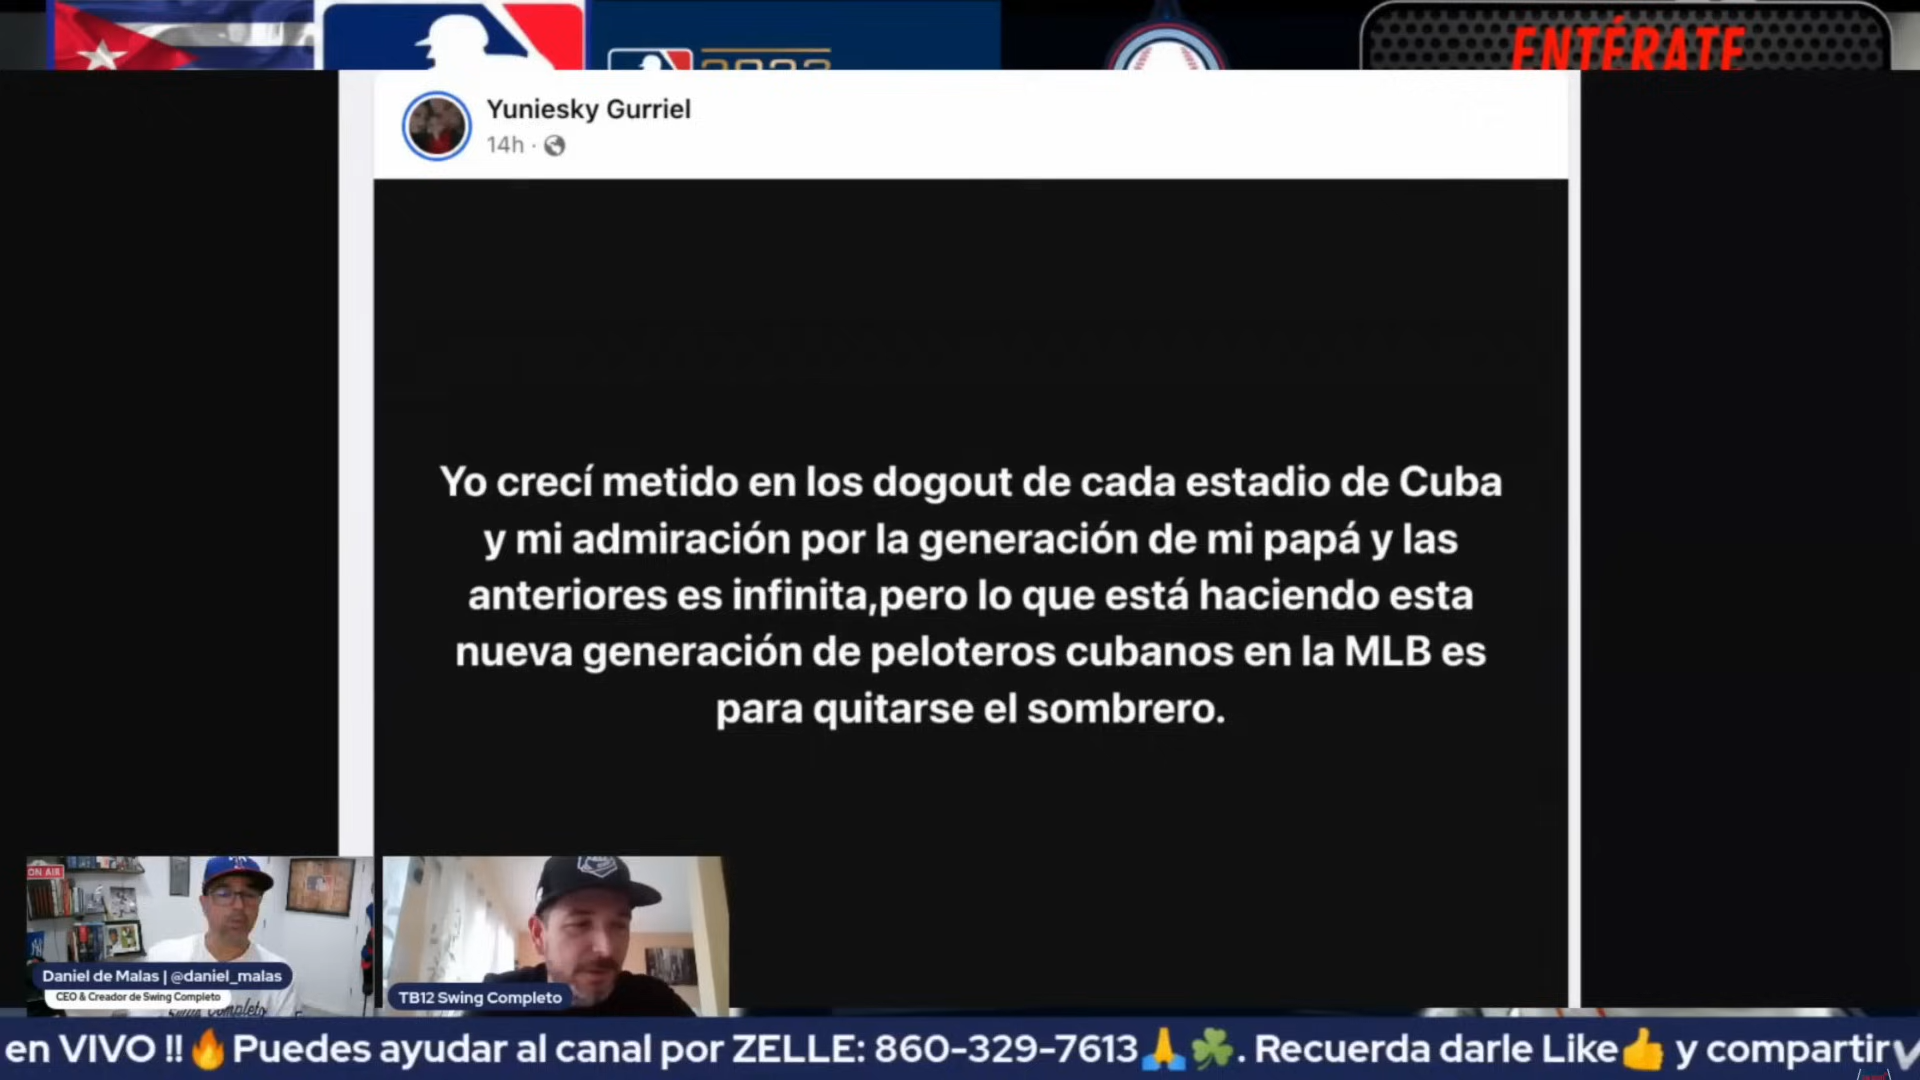 ENTÉRATE
Yuniesky Gurriel
14h ·
Yo crecí metido en los dogout de cada estadio de Cuba
y mi admiración por la generación de mi papá y las
anteriores es infinita,pero lo que está haciendo esta
nueva generación de peloteros cubanos en la MLB es
para quitarse el sombrero.
ON AIR
Daniel de Malas | @daniel_malas
CEO & Creador de Swing Completo
TB12 Swing Completo
en VIVO !!🔥Puedes ayudar al canal por ZELLE: 860-329-7613🙏☘️. Recuerda darle Like👍 y compartir✓